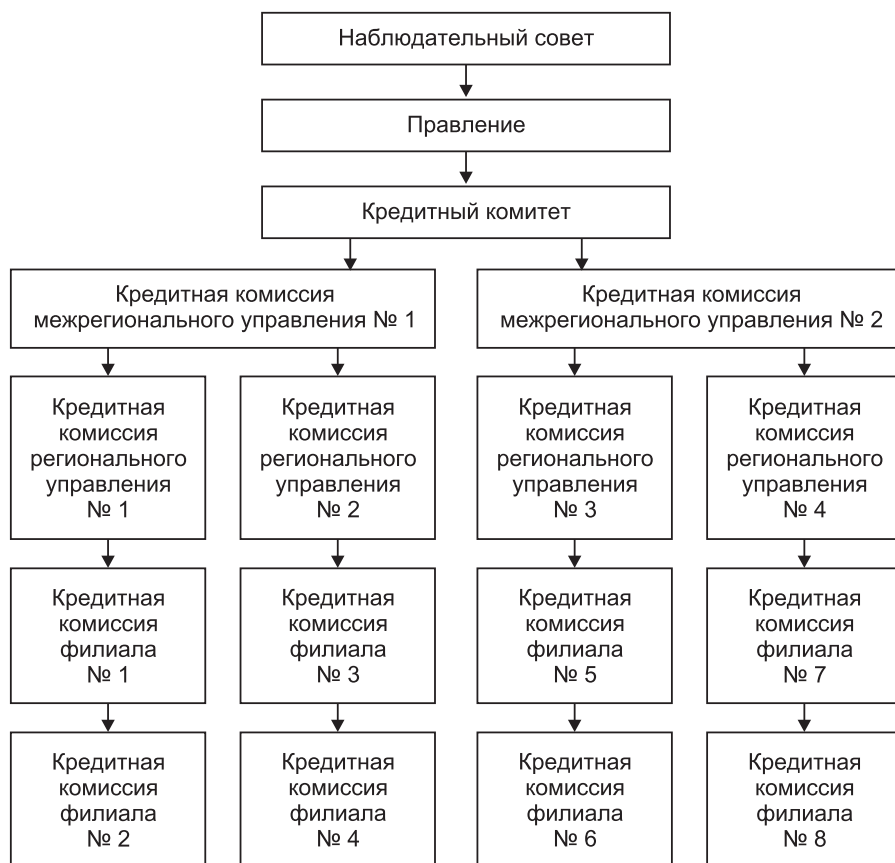 Наблюдательный совет
Правление
Кредитный комитет
Кредитная комиссия
межрегионального управления № 1
Кредитная комиссия
межрегионального управления № 2
Кредитная
комиссия
регионального
управления
№ 1
Кредитная
комиссия
регионального
управления
№ 2
Кредитная
комиссия
регионального
управления
№ 3
Кредитная
комиссия
регионального
управления
№ 4
Кредитная
комиссия
филиала
№ 1
Кредитная
комиссия
филиала
№ 3
Кредитная
комиссия
филиала
№ 5
Кредитная
комиссия
филиала
№ 7
Кредитная
комиссия
филиала
№ 2
Кредитная
комиссия
филиала
№ 4
Кредитная
комиссия
филиала
№ 6
Кредитная
комиссия
филиала
№ 8